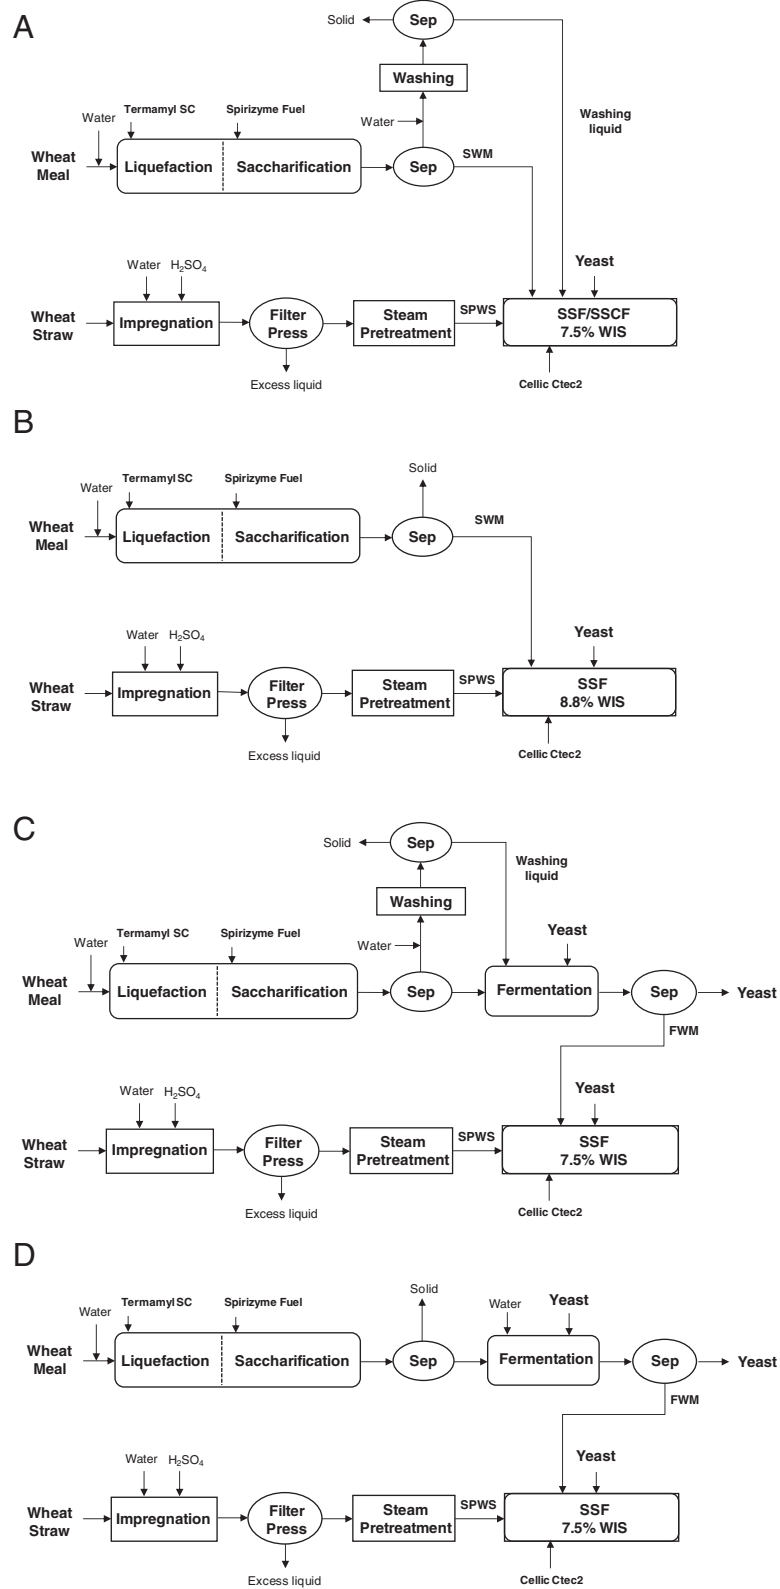 A
Solid
Sep
Washing
Water
Termamyl SC
Spirizyme Fuel
Water
Washing
liquid
Wheat
Meal
Liquefaction
Saccharification
Sep
SWM
Water
H₂SO₄
Yeast
Wheat
Straw
Impregnation
Filter
Press
Steam
Pretreatment
SPWS
SSF/SSCF
7.5% WIS
Excess liquid
Cellic Ctec2
B
Solid
Water
Termamyl SC
Spirizyme Fuel
Wheat
Meal
Liquefaction
Saccharification
Sep
SWM
Water
H₂SO₄
Yeast
Wheat
Straw
Impregnation
Filter
Press
Steam
Pretreatment
SPWS
SSF
8.8% WIS
Excess liquid
Cellic Ctec2
C
Solid
Sep
Washing
liquid
Washing
Water
Termamyl SC
Spirizyme Fuel
Water
Yeast
Wheat
Meal
Liquefaction
Saccharification
Sep
Fermentation
Sep
Yeast
FWM
Water
H₂SO₄
Yeast
Wheat
Straw
Impregnation
Filter
Press
Steam
Pretreatment
SPWS
SSF
7.5% WIS
Excess liquid
Cellic Ctec2
D
Solid
Water
Termamyl SC
Spirizyme Fuel
Water
Yeast
Wheat
Meal
Liquefaction
Saccharification
Sep
Fermentation
Sep
Yeast
FWM
Water
H₂SO₄
Yeast
Wheat
Straw
Impregnation
Filter
Press
Steam
Pretreatment
SPWS
SSF
7.5% WIS
Excess liquid
Cellic Ctec2